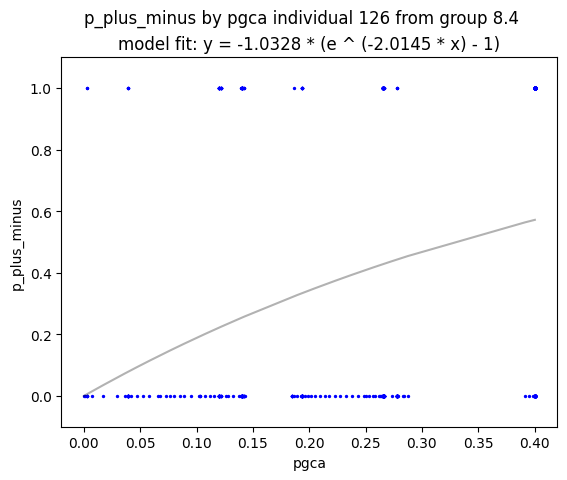 p_plus_minus by pgca individual 126 from group 8.4
model fit: y = -1.0328 * (e ^ (-2.0145 * x) - 1)
1.0
0.8
0.6
0.4
0.2
0.0
p_plus_minus
0.00 0.05 0.10 0.15 0.20 0.25 0.30 0.35 0.40
pgca